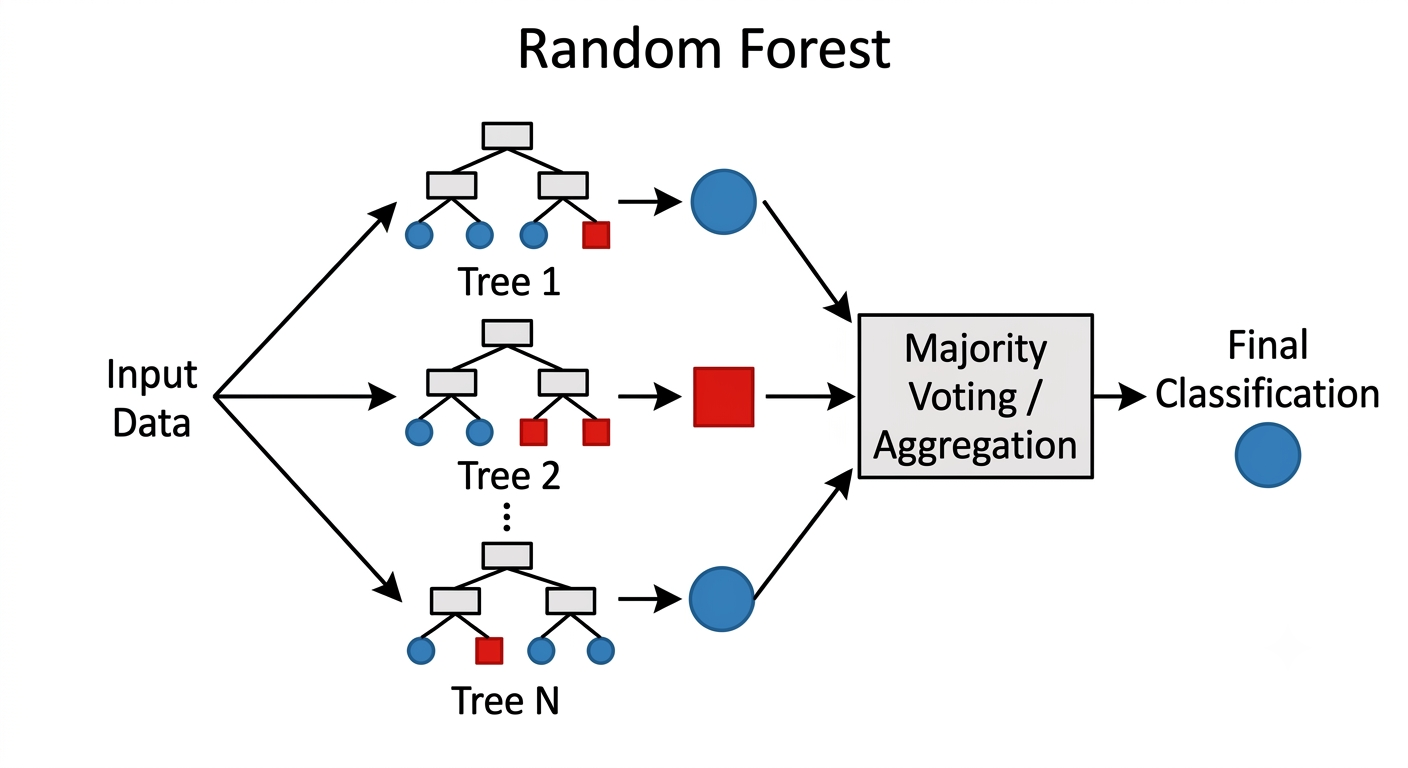 Random Forest
Tree 1
Input
Data
Tree 2
Tree N
Majority
Voting /
Aggregation
Final
Classification